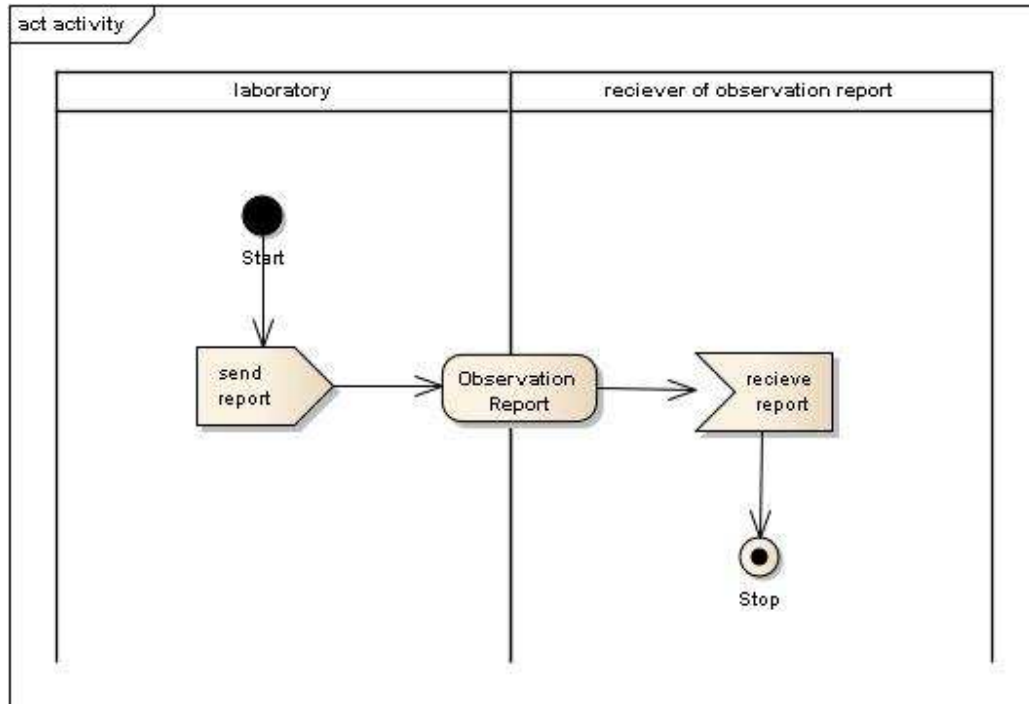 act activity
laboratory
reciever of observation report
Start
send
report
Observation
Report
recieve
report
Stop